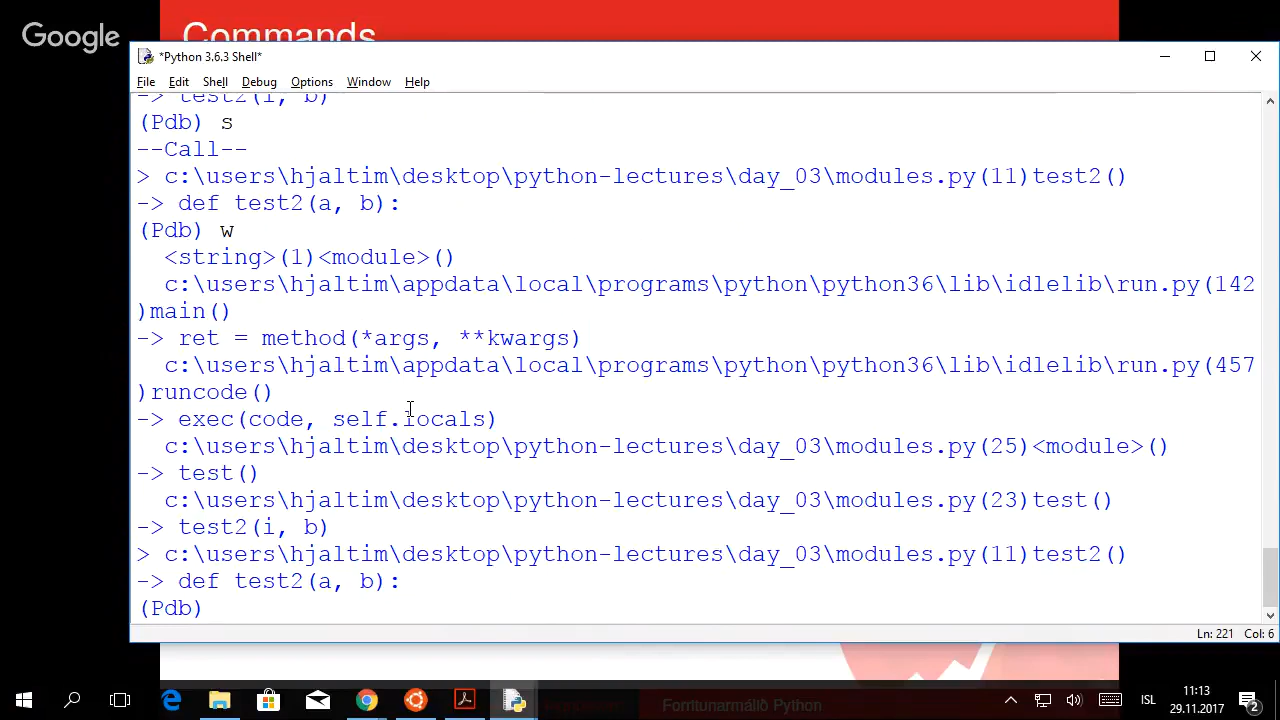 Google
Commands
*Python 3.6.3 Shell*
File Edit Shell Debug Options Window Help
-> test2(i, b)
(Pdb) s
--Call--
> c:\users\hjaltim\desktop\python-lectures\day_03\modules.py(11)test2()
-> def test2(a, b):
(Pdb) w
<string>(1)<module>()
c:\users\hjaltim\appdata\local\programs\python\python36\lib\idlelib\run.py(142
)main()
-> ret = method(*args, **kwargs)
c:\users\hjaltim\appdata\local\programs\python\python36\lib\idlelib\run.py(457
)runcode()
-> exec(code, self.locals)
c:\users\hjaltim\desktop\python-lectures\day_03\modules.py(25)<module>()
-> test()
c:\users\hjaltim\desktop\python-lectures\day_03\modules.py(23)test()
-> test2(i, b)
> c:\users\hjaltim\desktop\python-lectures\day_03\modules.py(11)test2()
-> def test2(a, b):
(Pdb)
Ln: 221 Col: 6
Forritunarmálið Python
ISL
11:13
29.11.2017
2